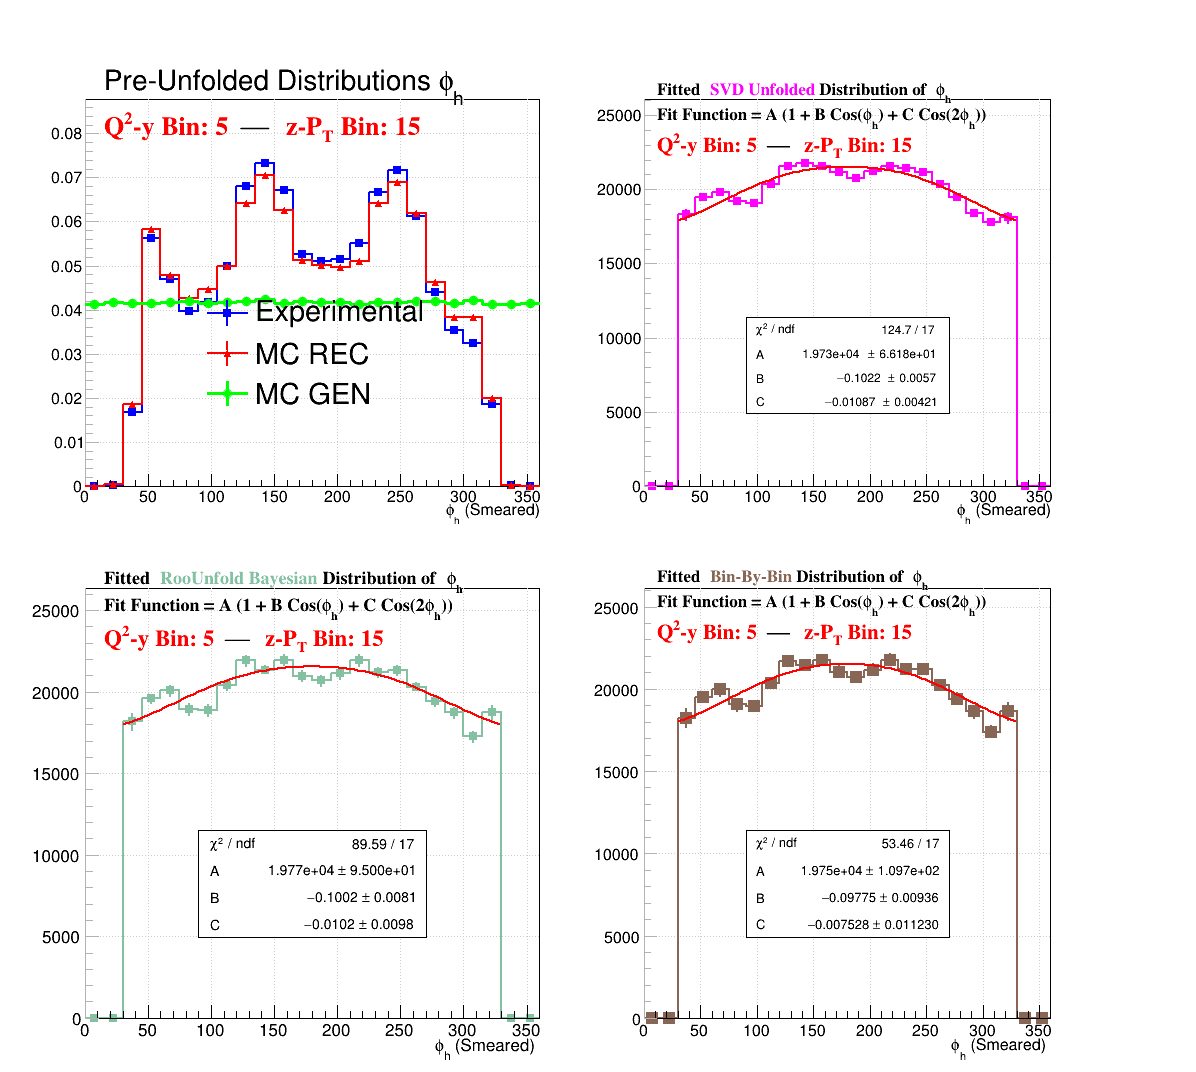 Pre-Unfolded Distributions ϕh
Q²-y Bin: 5 — z-PT Bin: 15
0.08
0.07
0.06
0.05
0.04
0.03
0.02
0.01
0
Experimental
MC REC
MC GEN
0 50 100 150 200 250 300 350
ϕh (Smeared)
Fitted SVD Unfolded Distribution of ϕh
Fit Function = A (1 + B Cos(ϕh) + C Cos(2ϕh))
Q²-y Bin: 5 — z-PT Bin: 15
25000
20000
15000
10000
5000
0
χ² / ndf 124.7 / 17
A 1.973e+04 ± 6.618e+01
B −0.1022 ± 0.0057
C −0.01087 ± 0.00421
0 50 100 150 200 250 300 350
ϕh (Smeared)
Fitted RooUnfold Bayesian Distribution of ϕh
Fit Function = A (1 + B Cos(ϕh) + C Cos(2ϕh))
Q²-y Bin: 5 — z-PT Bin: 15
25000
20000
15000
10000
5000
0
χ² / ndf 89.59 / 17
A 1.977e+04 ± 9.500e+01
B −0.1002 ± 0.0081
C −0.0102 ± 0.0098
0 50 100 150 200 250 300 350
ϕh (Smeared)
Fitted Bin-By-Bin Distribution of ϕh
Fit Function = A (1 + B Cos(ϕh) + C Cos(2ϕh))
Q²-y Bin: 5 — z-PT Bin: 15
25000
20000
15000
10000
5000
0
χ² / ndf 53.46 / 17
A 1.975e+04 ± 1.097e+02
B −0.09775 ± 0.00936
C −0.007528 ± 0.011230
0 50 100 150 200 250 300 350
ϕh (Smeared)